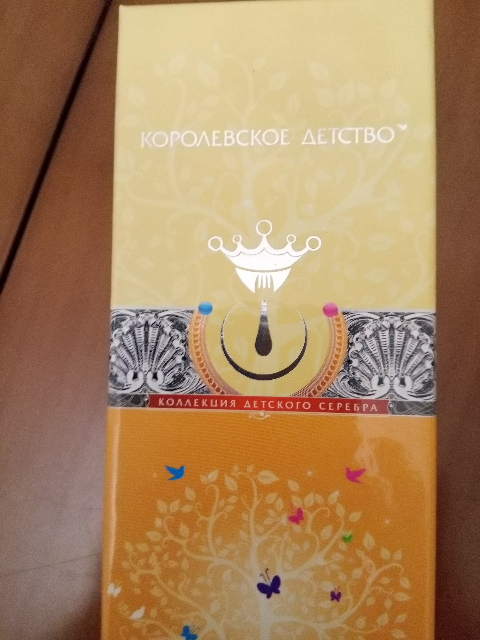 КОРОЛЕВСКОЕ ДЕТСТВО
КОЛЛЕКЦИЯ ДЕТСКОГО СЕРЕБРА